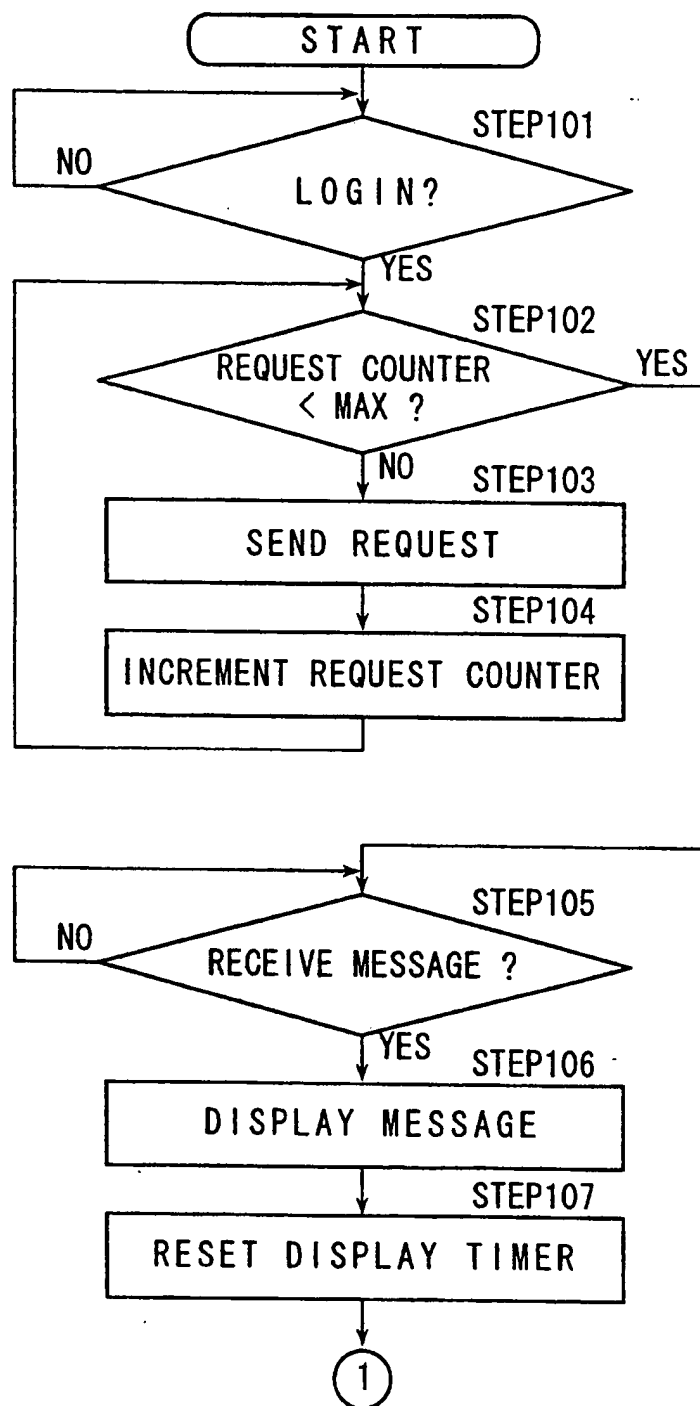 START
STEP101
NO
LOGIN?
YES
STEP102
REQUEST COUNTER
< MAX ?
YES
NO
STEP103
SEND REQUEST
STEP104
INCREMENT REQUEST COUNTER
STEP105
NO
RECEIVE MESSAGE ?
YES
STEP106
DISPLAY MESSAGE
STEP107
RESET DISPLAY TIMER
1